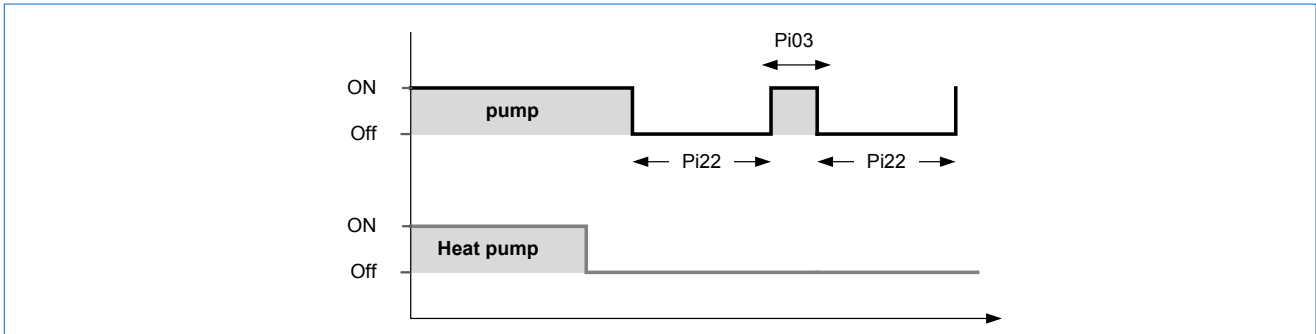 Pi03
ON
pump
Off
Pi22
Pi22
ON
Heat pump
Off